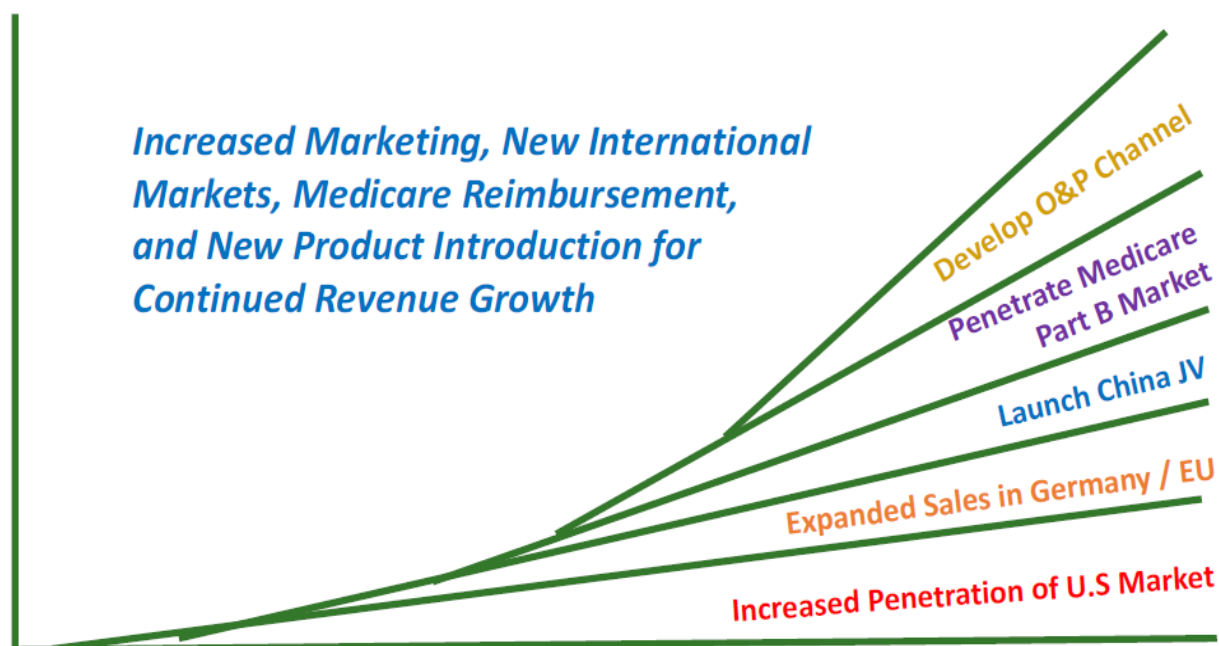 Increased Marketing, New International
Markets, Medicare Reimbursement,
and New Product Introduction for
Continued Revenue Growth
Develop O&P Channel
Penetrate Medicare
Part B Market
Launch China JV
Expanded Sales in Germany / EU
Increased Penetration of U.S Market